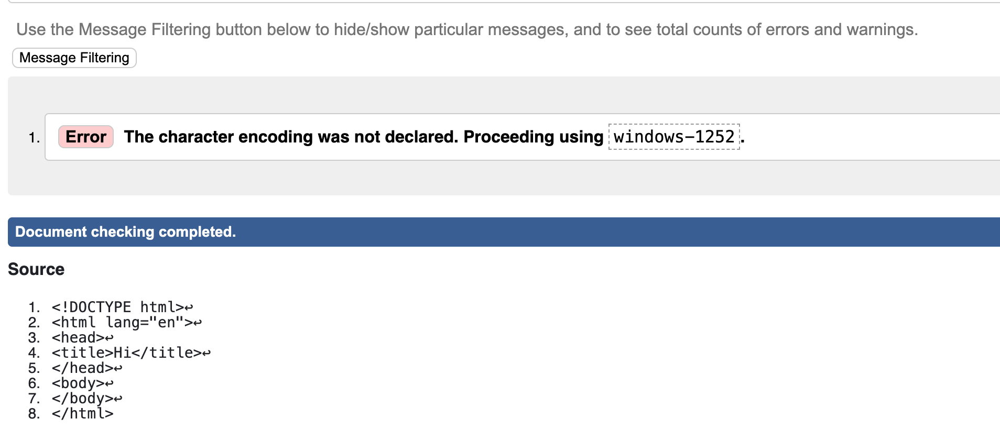 Use the Message Filtering button below to hide/show particular messages, and to see total counts of errors and warnings.
Message Filtering
1. Error The character encoding was not declared. Proceeding using windows-1252.
Document checking completed.
Source
1. <!DOCTYPE html>↩
2. <html lang="en">↩
3. <head>↩
4. <title>Hi</title>↩
5. </head>↩
6. <body>↩
7. </body>↩
8. </html>